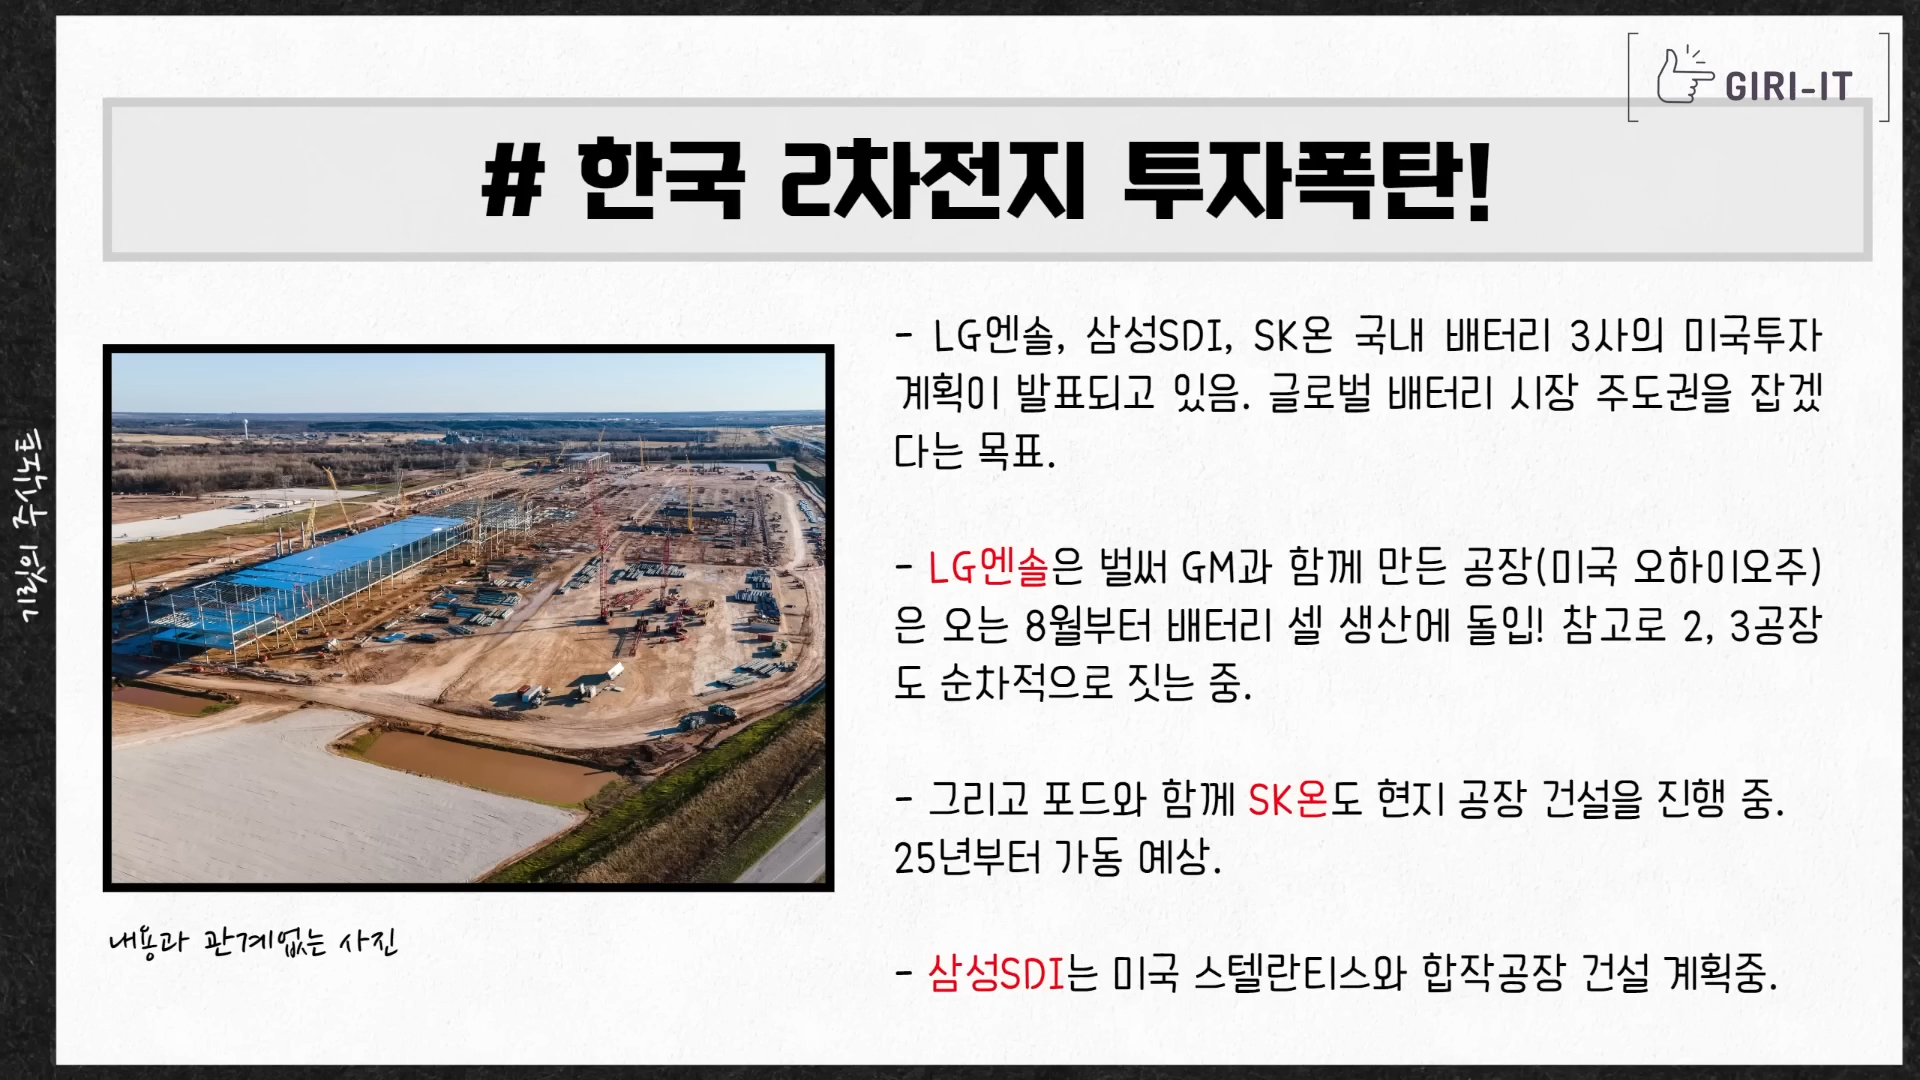 GIRI-IT
# 한국 2차전지 투자폭탄!
- LG엔솔, 삼성SDI, SK온 국내 배터리 3사의 미국투자
계획이 발표되고 있음. 글로벌 배터리 시장 주도권을 잡겠
다는 목표.
- LG엔솔은 벌써 GM과 함께 만든 공장(미국 오하이오주)
은 오는 8월부터 배터리 셀 생산에 돌입! 참고로 2, 3공장
도 순차적으로 짓는 중.
- 그리고 포드와 함께 SK온도 현지 공장 건설을 진행 중.
25년부터 가동 예상.
- 삼성SDI는 미국 스텔란티스와 합작공장 건설 계획중.
내용과 관계없는 사진
기릿의 주식노트